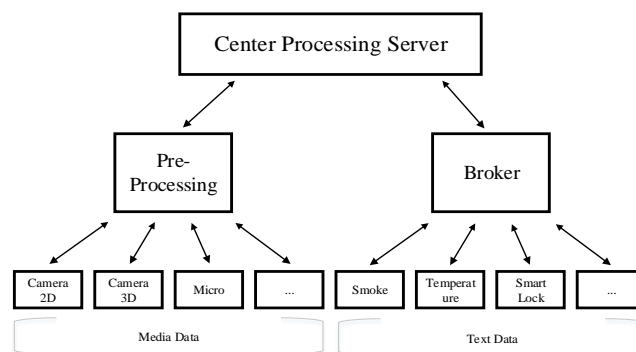 Center Processing Server
Pre-
Processing
Broker
Camera
2D
Camera
3D
Micro
...
Smoke
Temperat
ure
Smart
Lock
...
Media Data
Text Data